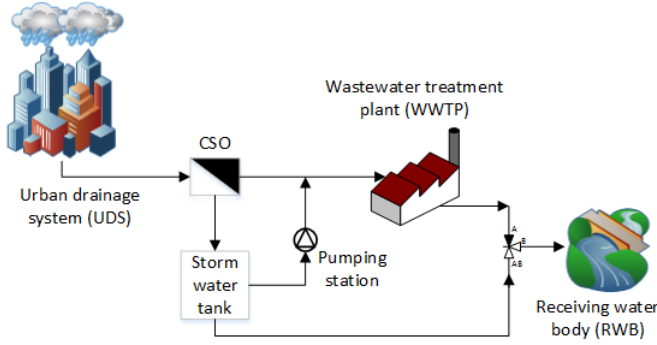 Wastewater treatment
plant (WWTP)
CSO
Urban drainage
system (UDS)
Storm
water
tank
Pumping
station
A
B
AB
Receiving water
body (RWB)